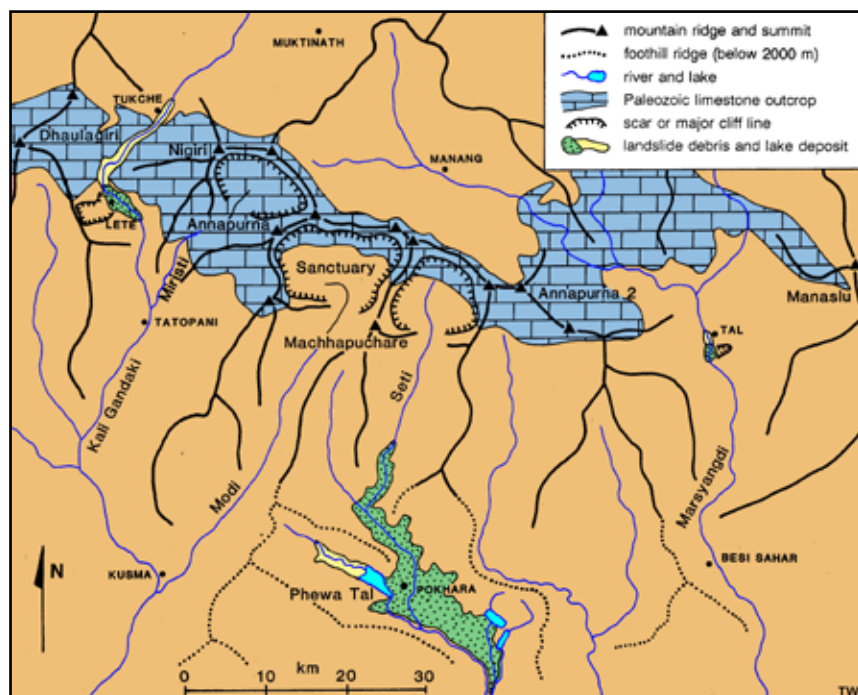 MUKTINATH
mountain ridge and summit
foothill ridge (below 2000 m)
river and lake
Paleozoic limestone outcrop
scar or major cliff line
landslide debris and lake deposit
TUKCHE
Dhaulagiri
Nigiri
MANANG
LETE
Annapurna
Sanctuary
Miristi
Annapurna 2
Manaslu
TATOPANI
TAL
Machhapuchare
Seti
Kali Gandaki
Modi
Marsyangdi
N
KUSMA
BESI SAHAR
Phewa Tal
POKHARA
km
0 10 20 30
TW